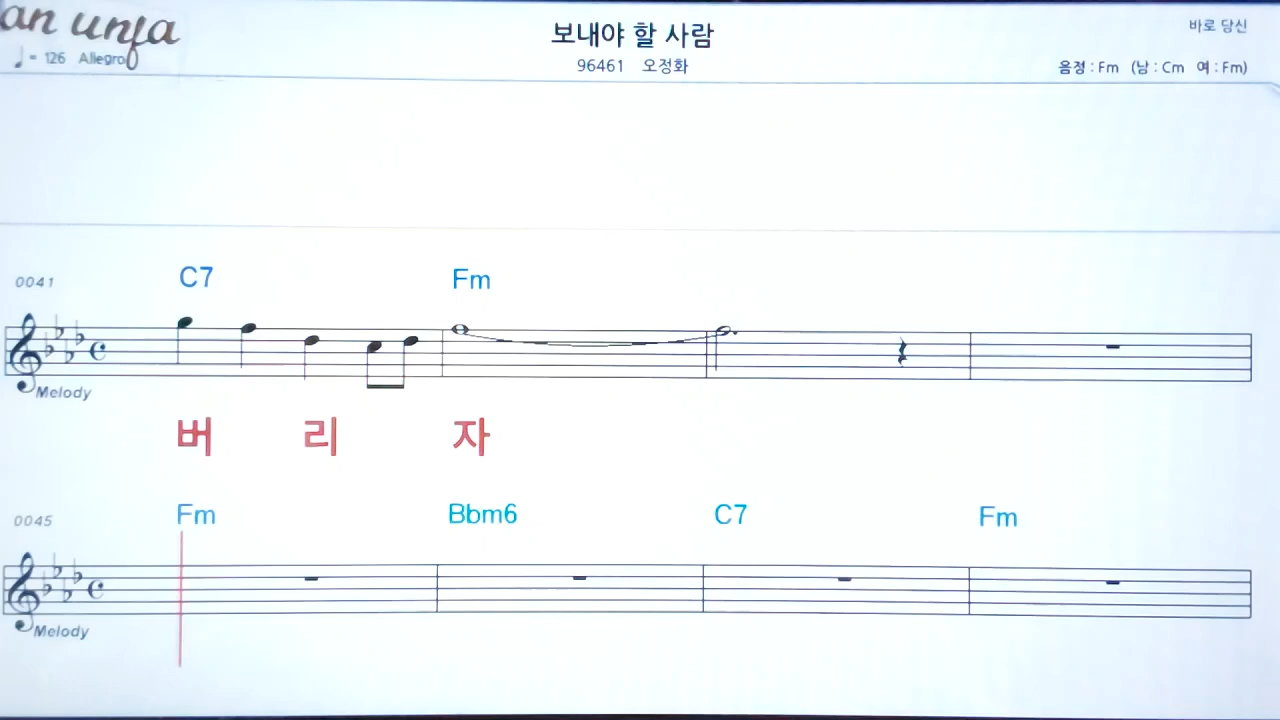 an unja
♩= 126 Allegro
보내야 할 사람
96461 오정화
바로 당신
음정 : Fm (남 : Cm 여 : Fm)
0041
C7 Fm
Melody
버 리 자
0045
Fm Bbm6 C7 Fm
Melody